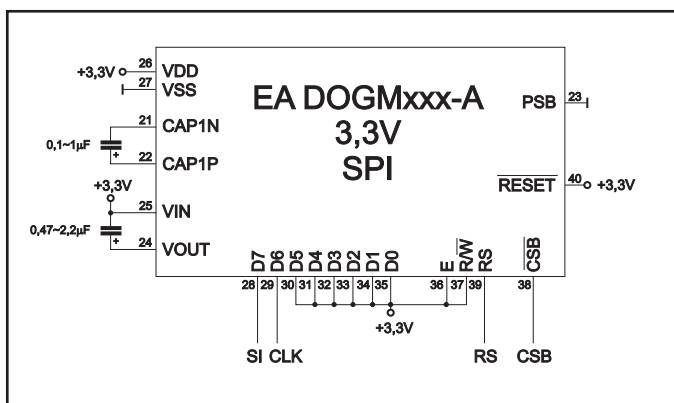 EA DOGMxxx-A
3,3V
SPI
+3,3V
26 VDD
27 VSS
21 CAP1N
0,1~1µF
+
22 CAP1P
+3,3V
25 VIN
0,47~2,2µF
+
24 VOUT
PSB 23
RESET 40 +3,3V
D7 D6 D5 D4 D3 D2 D1 D0 E R/W RS CSB
28 29 30 31 32 33 34 35 36 37 39 38
+3,3V
SI CLK RS CSB